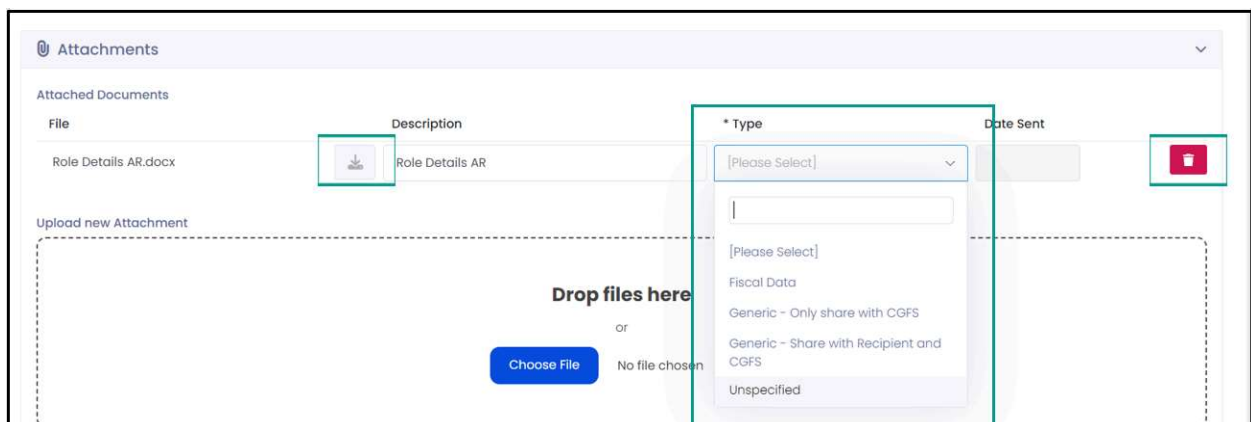 Attachments
Attached Documents
File Description * Type Date Sent
Role Details AR.docx Role Details AR [Please Select]
Upload new Attachment
[Please Select]
Fiscal Data
Drop files here
Generic - Only share with CGFS
or
Generic - Share with Recipient and
CGFS
Choose File No file chosen
Unspecified